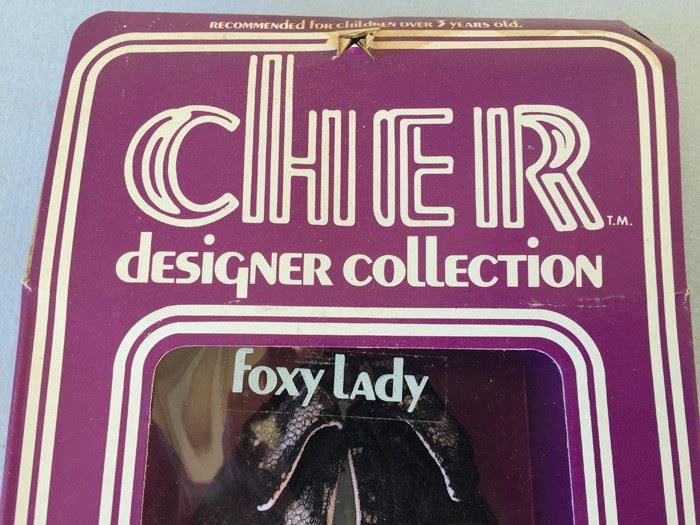 RECOMMENDED for children OVER 3 YEARS old.
CHER T.M.
desIGNER collection
foxy LAdy